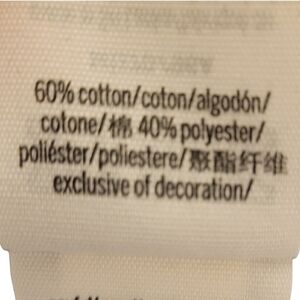 60% cotton/coton/algodón/
cotone/棉 40% polyester/
poliéster/poliestere/聚酯纤维
exclusive of decoration/